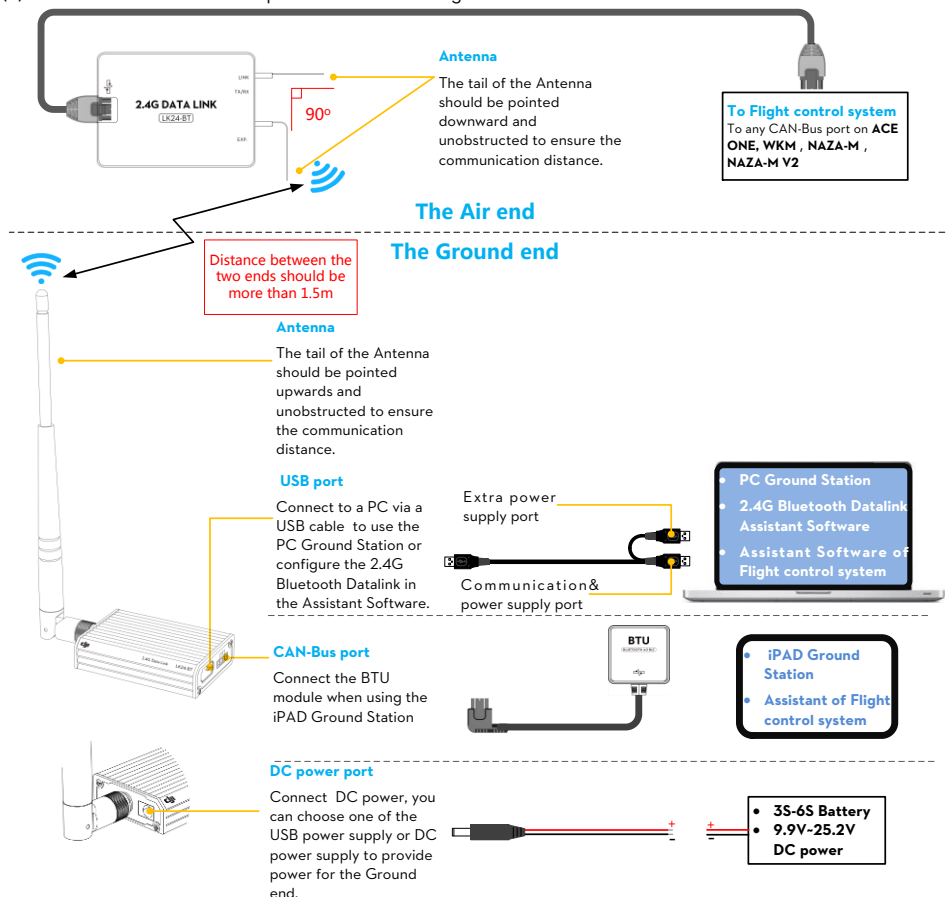 Antenna
The tail of the Antenna
should be pointed
downward and
unobstructed to ensure the
communication distance.
LINK
TX/RX
2.4G DATA LINK
LK24-BT
EXP.
90º
To Flight control system
To any CAN-Bus port on ACE
ONE, WKM , NAZA-M ,
NAZA-M V2
The Air end
The Ground end
Distance between the
two ends should be
more than 1.5m
Antenna
The tail of the Antenna
should be pointed
upwards and
unobstructed to ensure
the communication
distance.
USB port
Connect to a PC via a
USB cable to use the
PC Ground Station or
configure the 2.4G
Bluetooth Datalink in
the Assistant Software.
Extra power
supply port
Communication&
power supply port
• PC Ground Station
• 2.4G Bluetooth Datalink
Assistant Software
• Assistant Software of
Flight control system
2.4G Data Link LK24-BT
CAN-Bus port
Connect the BTU
module when using the
iPAD Ground Station
BTU
• iPAD Ground
Station
• Assistant of Flight
control system
DC power port
Connect DC power, you
can choose one of the
USB power supply or DC
power supply to provide
power for the Ground
end.
+
–
+
–
• 3S-6S Battery
• 9.9V~25.2V
DC power